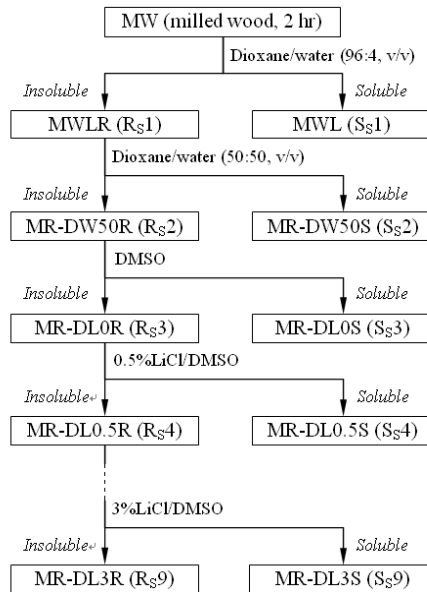 MW (milled wood, 2 hr)
Dioxane/water (96:4, v/v)
Insoluble Soluble
MWLR (RS1) MWL (SS1)
Dioxane/water (50:50, v/v)
Insoluble Soluble
MR-DW50R (RS2) MR-DW50S (SS2)
DMSO
Insoluble Soluble
MR-DL0R (RS3) MR-DL0S (SS3)
0.5%LiCl/DMSO
Insoluble↵ Soluble
MR-DL0.5R (RS4) MR-DL0.5S (SS4)
3%LiCl/DMSO
Insoluble↵ Soluble
MR-DL3R (RS9) MR-DL3S (SS9)